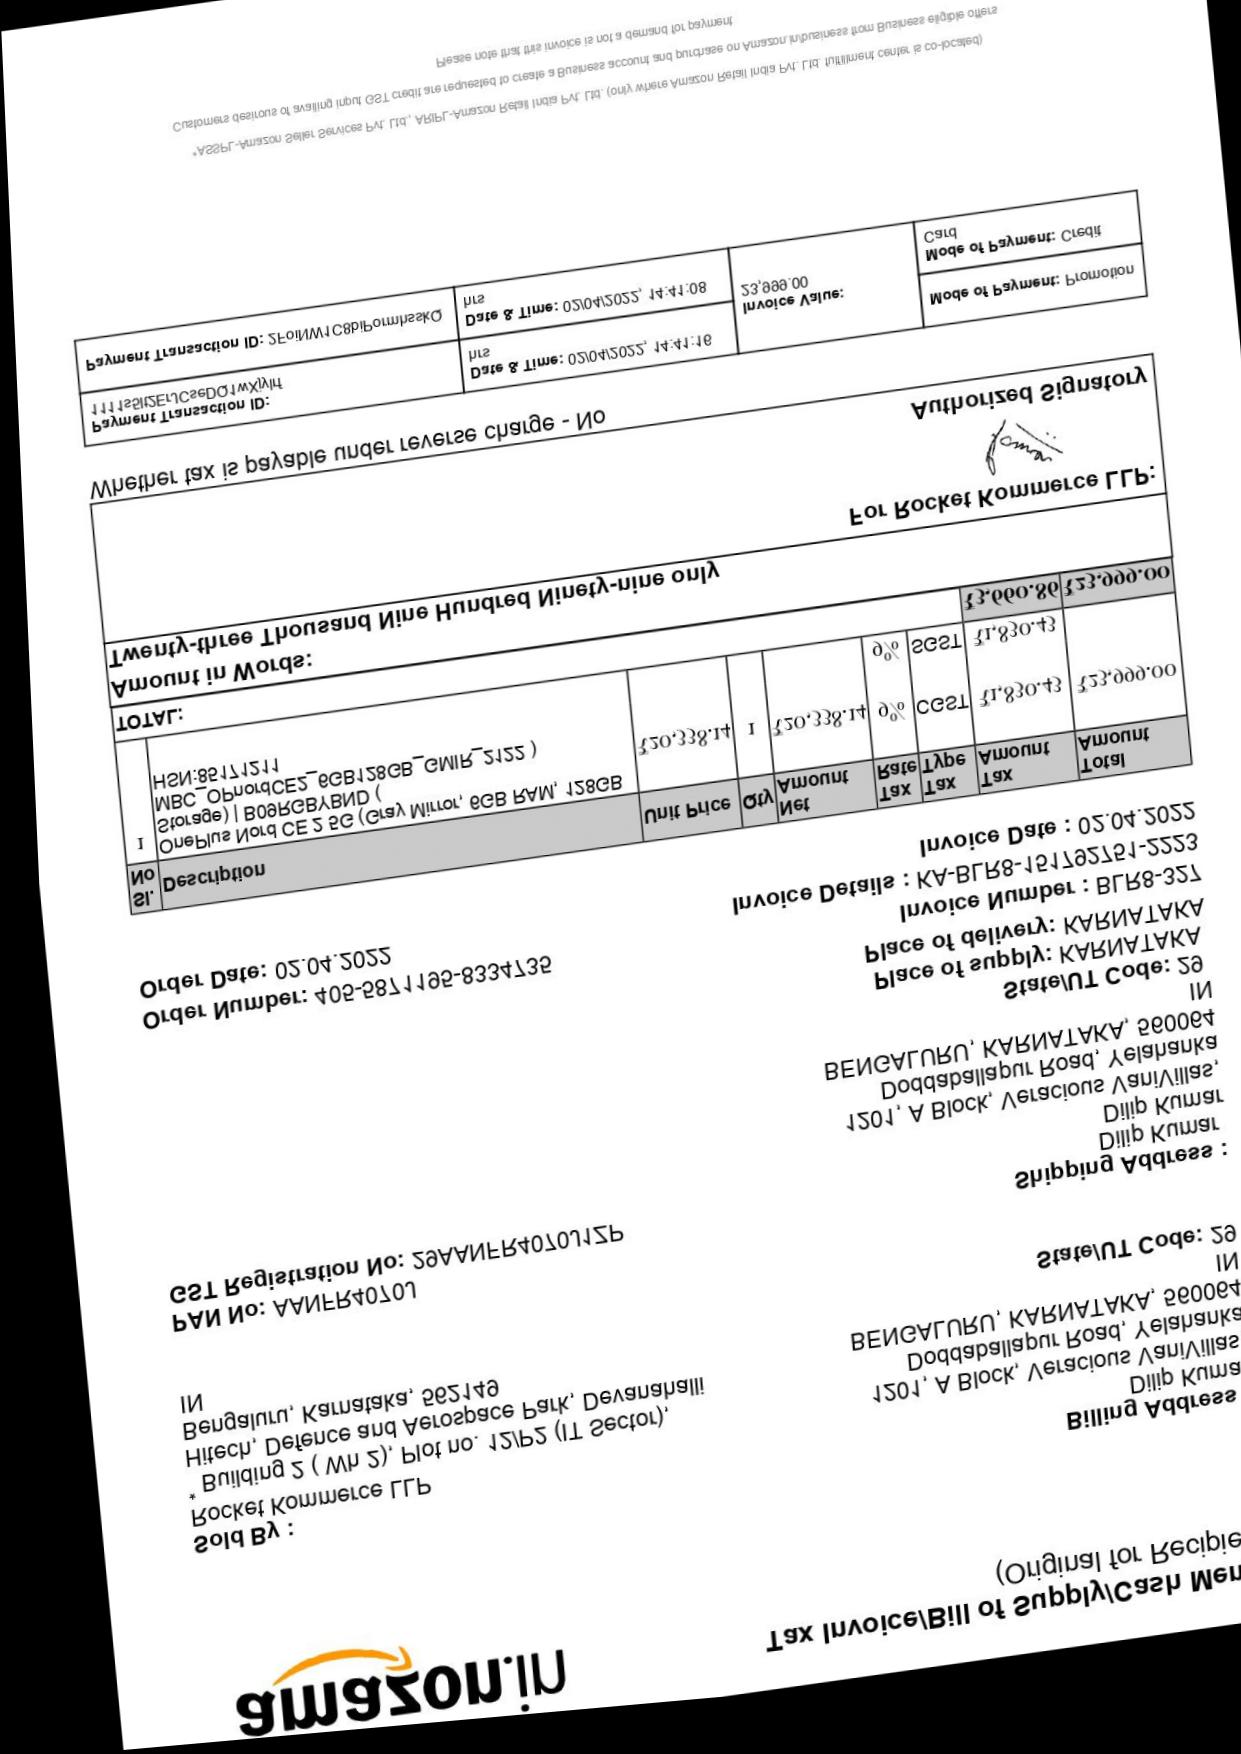 amazon.in
Tax Invoice/Bill of Supply/Cash
(Original for
Sold By :
Rocket Kommerce LLP
* Building 2 ( Wh 2), Plot no. 12/P2 (IT Sector),
Hitech, Defence and Aerospace Park, Devanahalli
Bengaluru, Karnataka, 562149
IN
PAN No: AANFR4070J
GST Registration No: 29AANFR4070J1ZP
Billing Address
Dilip Kuma
1201, A Block, Veracious VaniVillas
Doddaballapur Road, Yelahanka
BENGALURU, KARNATAKA, 560064
IN
State/UT Code: 29
Shipping Address :
Dilip Kumar
Dilip Kumar
1201, A Block, Veracious VaniVillas,
Doddaballapur Road, Yelahanka
BENGALURU, KARNATAKA, 560064
IN
State/UT Code: 29
Place of supply: KARNATAKA
Place of delivery: KARNATAKA
Order Number: 405-5871195-8334735
Order Date: 02.04.2022
Invoice Number : BLR8-327
Invoice Details : KA-BLR8-151792751-2223
Invoice Date : 02.04.2022
Sl. No Description Unit Price Qty Net Amount Tax Rate Tax Type Tax Amount Total Amount
1 OnePlus Nord CE 2 5G (Gray Mirror, 6GB RAM, 128GB
Storage) | B09RGBYBND (
MBC_OPnordCE2_6GB128GB_GMIR_2122 )
HSN:85171211
₹20,338.14 1 ₹20,338.14 9% CGST ₹1,830.43 ₹23,999.00
9% SGST ₹1,830.43
TOTAL: ₹3,660.86 ₹23,999.00
Amount in Words:
Twenty-three Thousand Nine Hundred Ninety-nine only
For Rocket Kommerce LLP:
Authorized Signatory
Whether tax is payable under reverse charge - No
Payment Transaction ID:
1111s5It2ErJCseDQ1wXjyIrf
Date & Time: 02/04/2022, 14:41:16
hrs
Invoice Value:
23,999.00
Mode of Payment: Promotion
Payment Transaction ID: 2FoiNW1C8biPormhsskQ
Date & Time: 02/04/2022, 14:41:08
hrs
Mode of Payment: Credit
Card
*ASSPL-Amazon Seller Services Pvt. Ltd., ARIPL-Amazon Retail India Pvt. Ltd. (only where Amazon Retail India Pvt. Ltd. fulfillment center is co-located)
Customers desirous of availing input GST credit are requested to create a Business account and purchase on Amazon.in/business from Business eligible offers
Please note that this invoice is not a demand for payment